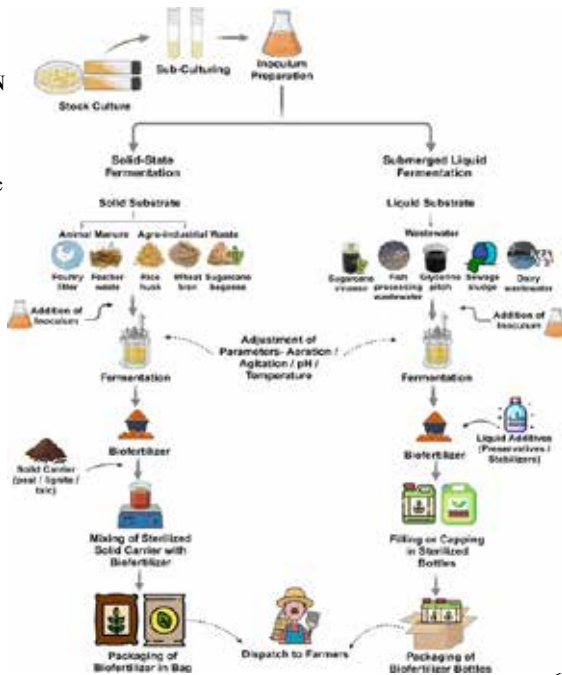 Stock Culture
Sub-Culturing
Inoculum
Preparation
N
c
Solid-State
Fermentation
Solid Substrate
Animal Manure
Agro-industrial Waste
Poultry
litter
Feather
waste
Rice
husk
Wheat
bran
Sugarcane
bagasse
Addition of
Inoculum
Fermentation
Biofertilizer
Solid Carrier
(peat / lignite /
talc)
Mixing of Sterilized
Solid Carrier with
Biofertilizer
Packaging of
Biofertilizer in Bag
Adjustment of
Parameters- Aeration /
Agitation / pH /
Temperature
Dispatch to Farmers
Submerged Liquid
Fermentation
Liquid Substrate
Wastewater
Sugarcane
vinasse
Fish
processing
wastewater
Glycerine
pitch
Sewage
sludge
Dairy
wastewater
Addition of
Inoculum
Fermentation
Biofertilizer
Liquid Additives
(Preservatives /
Stabilizers)
Filling or Capping
in Sterilized
Bottles
Packaging of
Biofertilizer Bottles